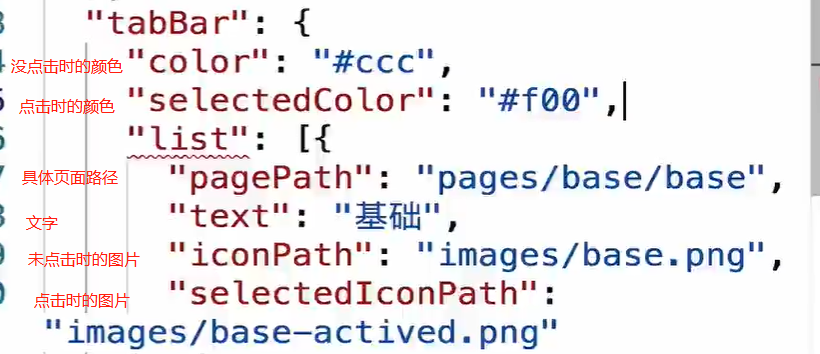 "tabBar": {
没点击时的颜色 "color": "#ccc",
点击时的颜色 "selectedColor": "#f00",
"list": [{
具体页面路径 "pagePath": "pages/base/base",
文字 "text": "基础",
未点击时的图片 "iconPath": "images/base.png",
点击时的图片 "selectedIconPath":
"images/base-actived.png"